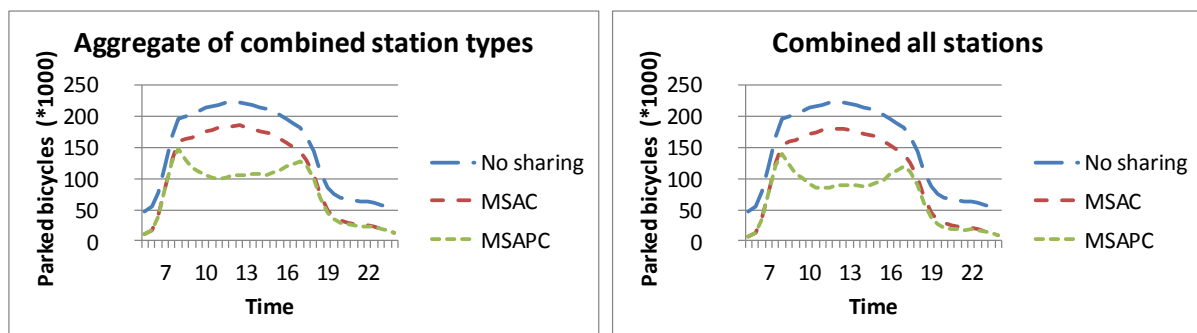 Aggregate of combined station types
Parked bicycles (*1000)
250
200
150
100
50
0
7 10 13 16 19 22
Time
No sharing
MSAC
MSAPC
Combined all stations
Parked bicycles (*1000)
250
200
150
100
50
0
7 10 13 16 19 22
Time
No sharing
MSAC
MSAPC